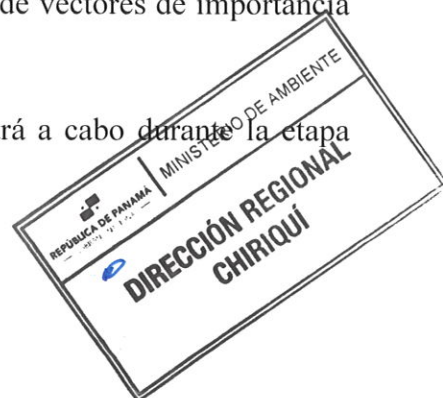 de vectores de importancia
rá a cabo durante la etapa
REPÚBLICA DE PANAMÁ
MINISTERIO DE AMBIENTE
DIRECCIÓN REGIONAL
CHIRIQUÍ